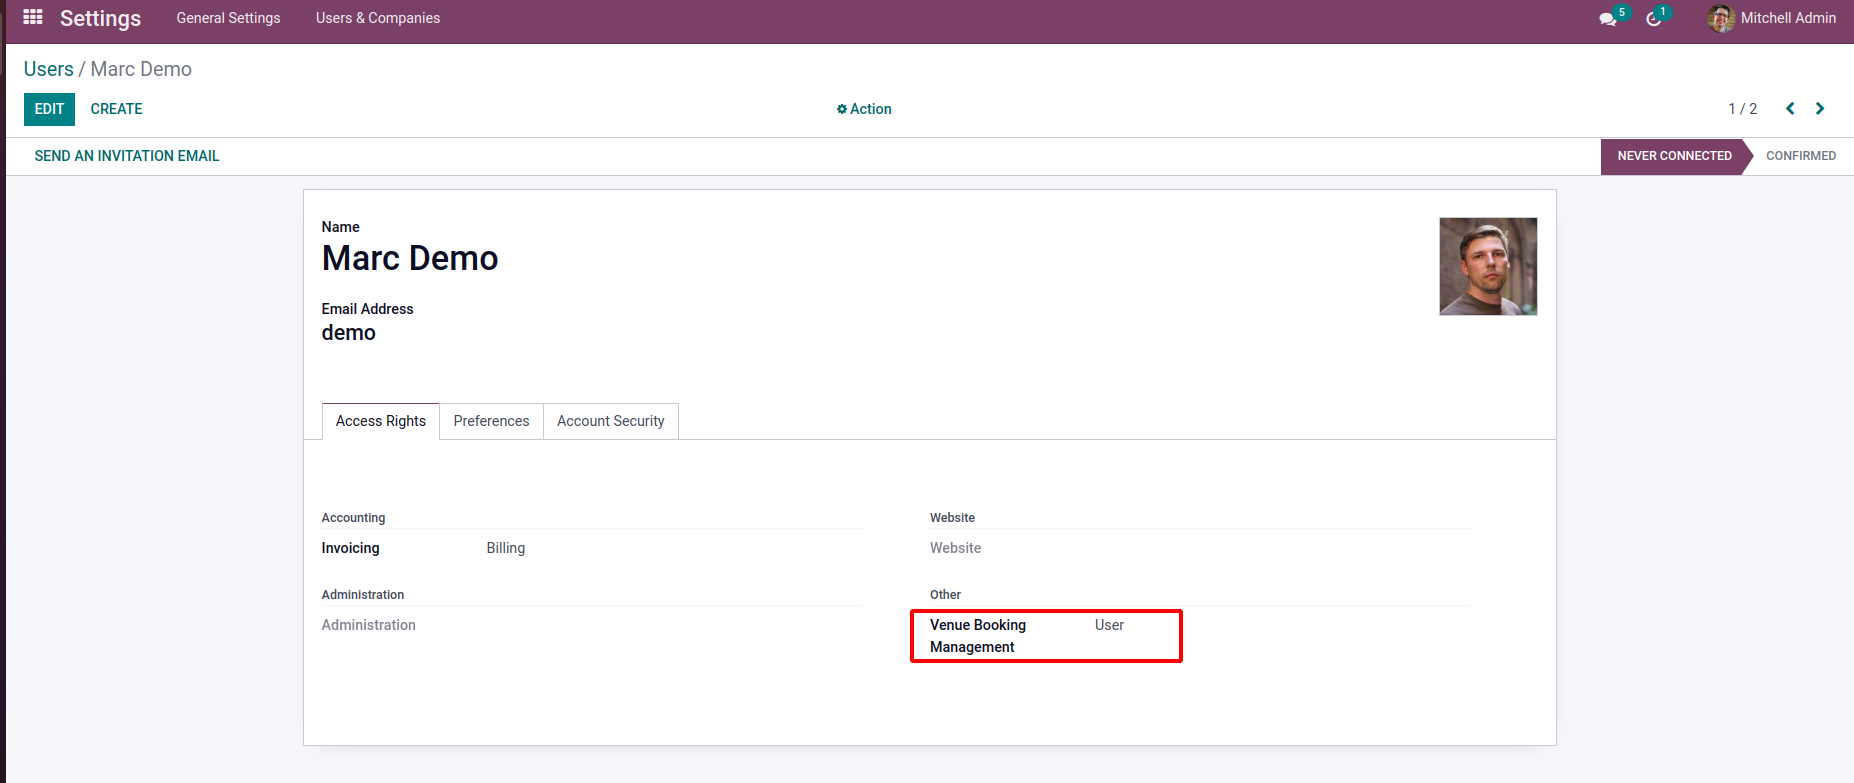 Settings General Settings Users & Companies 5 1 Mitchell Admin
Users / Marc Demo
EDIT CREATE Action 1 / 2
SEND AN INVITATION EMAIL NEVER CONNECTED CONFIRMED
Name
Marc Demo
Email Address
demo
Access Rights Preferences Account Security
Accounting Website
Invoicing Billing Website
Administration Other
Administration Venue Booking User
Management